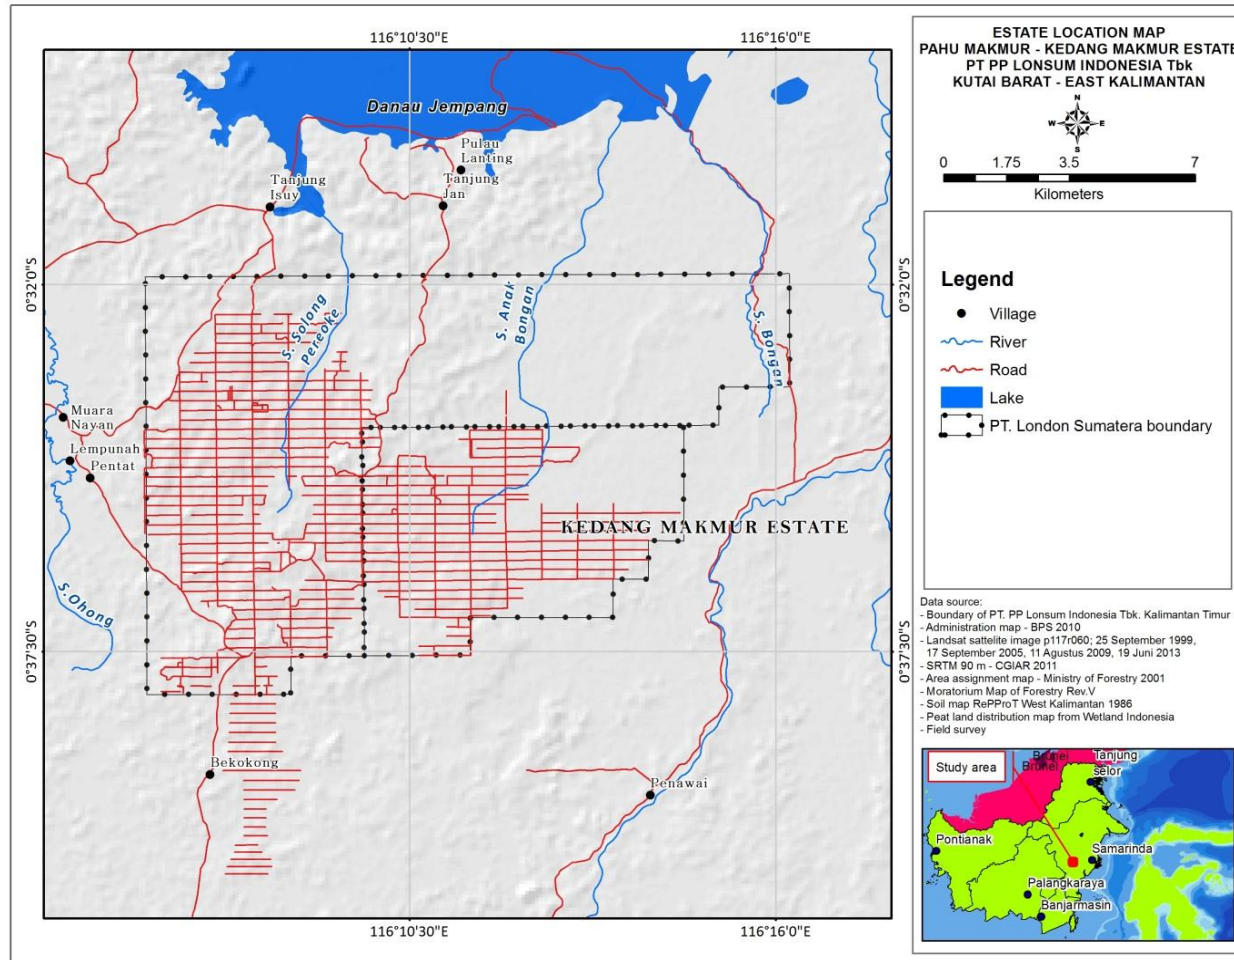 116°10'30"E
116°16'0"E
Danau Jempang
Pulau
Lanting
Tanjung
Jan
Tanjung
Isuy
0°32'0"S
0°32'0"S
S. Solong
Pereoke
S. Anak
Bongan
S. Bongan
Muara
Nayan
Lempunah
Pentat
KEDANG MAKMUR ESTATE
S.Ohong
0°37'30"S
0°37'30"S
Bekokong
Penawai
116°10'30"E
116°16'0"E
ESTATE LOCATION MAP
PAHU MAKMUR - KEDANG MAKMUR ESTATE
PT PP LONSUM INDONESIA Tbk
KUTAI BARAT - EAST KALIMANTAN
N
W E
S
0 1.75 3.5 7
Kilometers
Legend
Village
River
Road
Lake
PT. London Sumatera boundary
Data source:
- Boundary of PT. PP Lonsum Indonesia Tbk. Kalimantan Timur
- Administration map - BPS 2010
- Landsat sattelite image p117r060; 25 September 1999,
17 September 2005, 11 Agustus 2009, 19 Juni 2013
- SRTM 90 m - CGIAR 2011
- Area assignment map - Ministry of Forestry 2001
- Moratorium Map of Forestry Rev.V
- Soil map RePPProT West Kalimantan 1986
- Peat land distribution map from Wetland Indonesia
- Field survey
Study area
Brunei
Brunei
Tanjung
selor
Pontianak
Samarinda
Palangkaraya
Banjarmasin